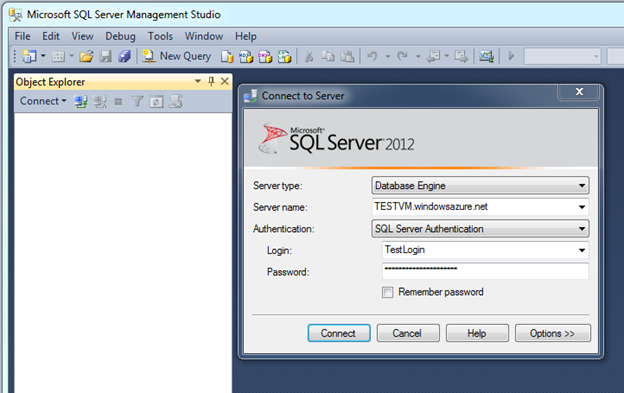 Microsoft SQL Server Management Studio
File Edit View Debug Tools Window Help
New Query
Object Explorer
Connect
Connect to Server
Microsoft®
SQL Server® 2012
Server type: Database Engine
Server name: TESTVM.windowsazure.net
Authentication: SQL Server Authentication
Login: TestLogin
Password: *********************
Remember password
Connect Cancel Help Options >>